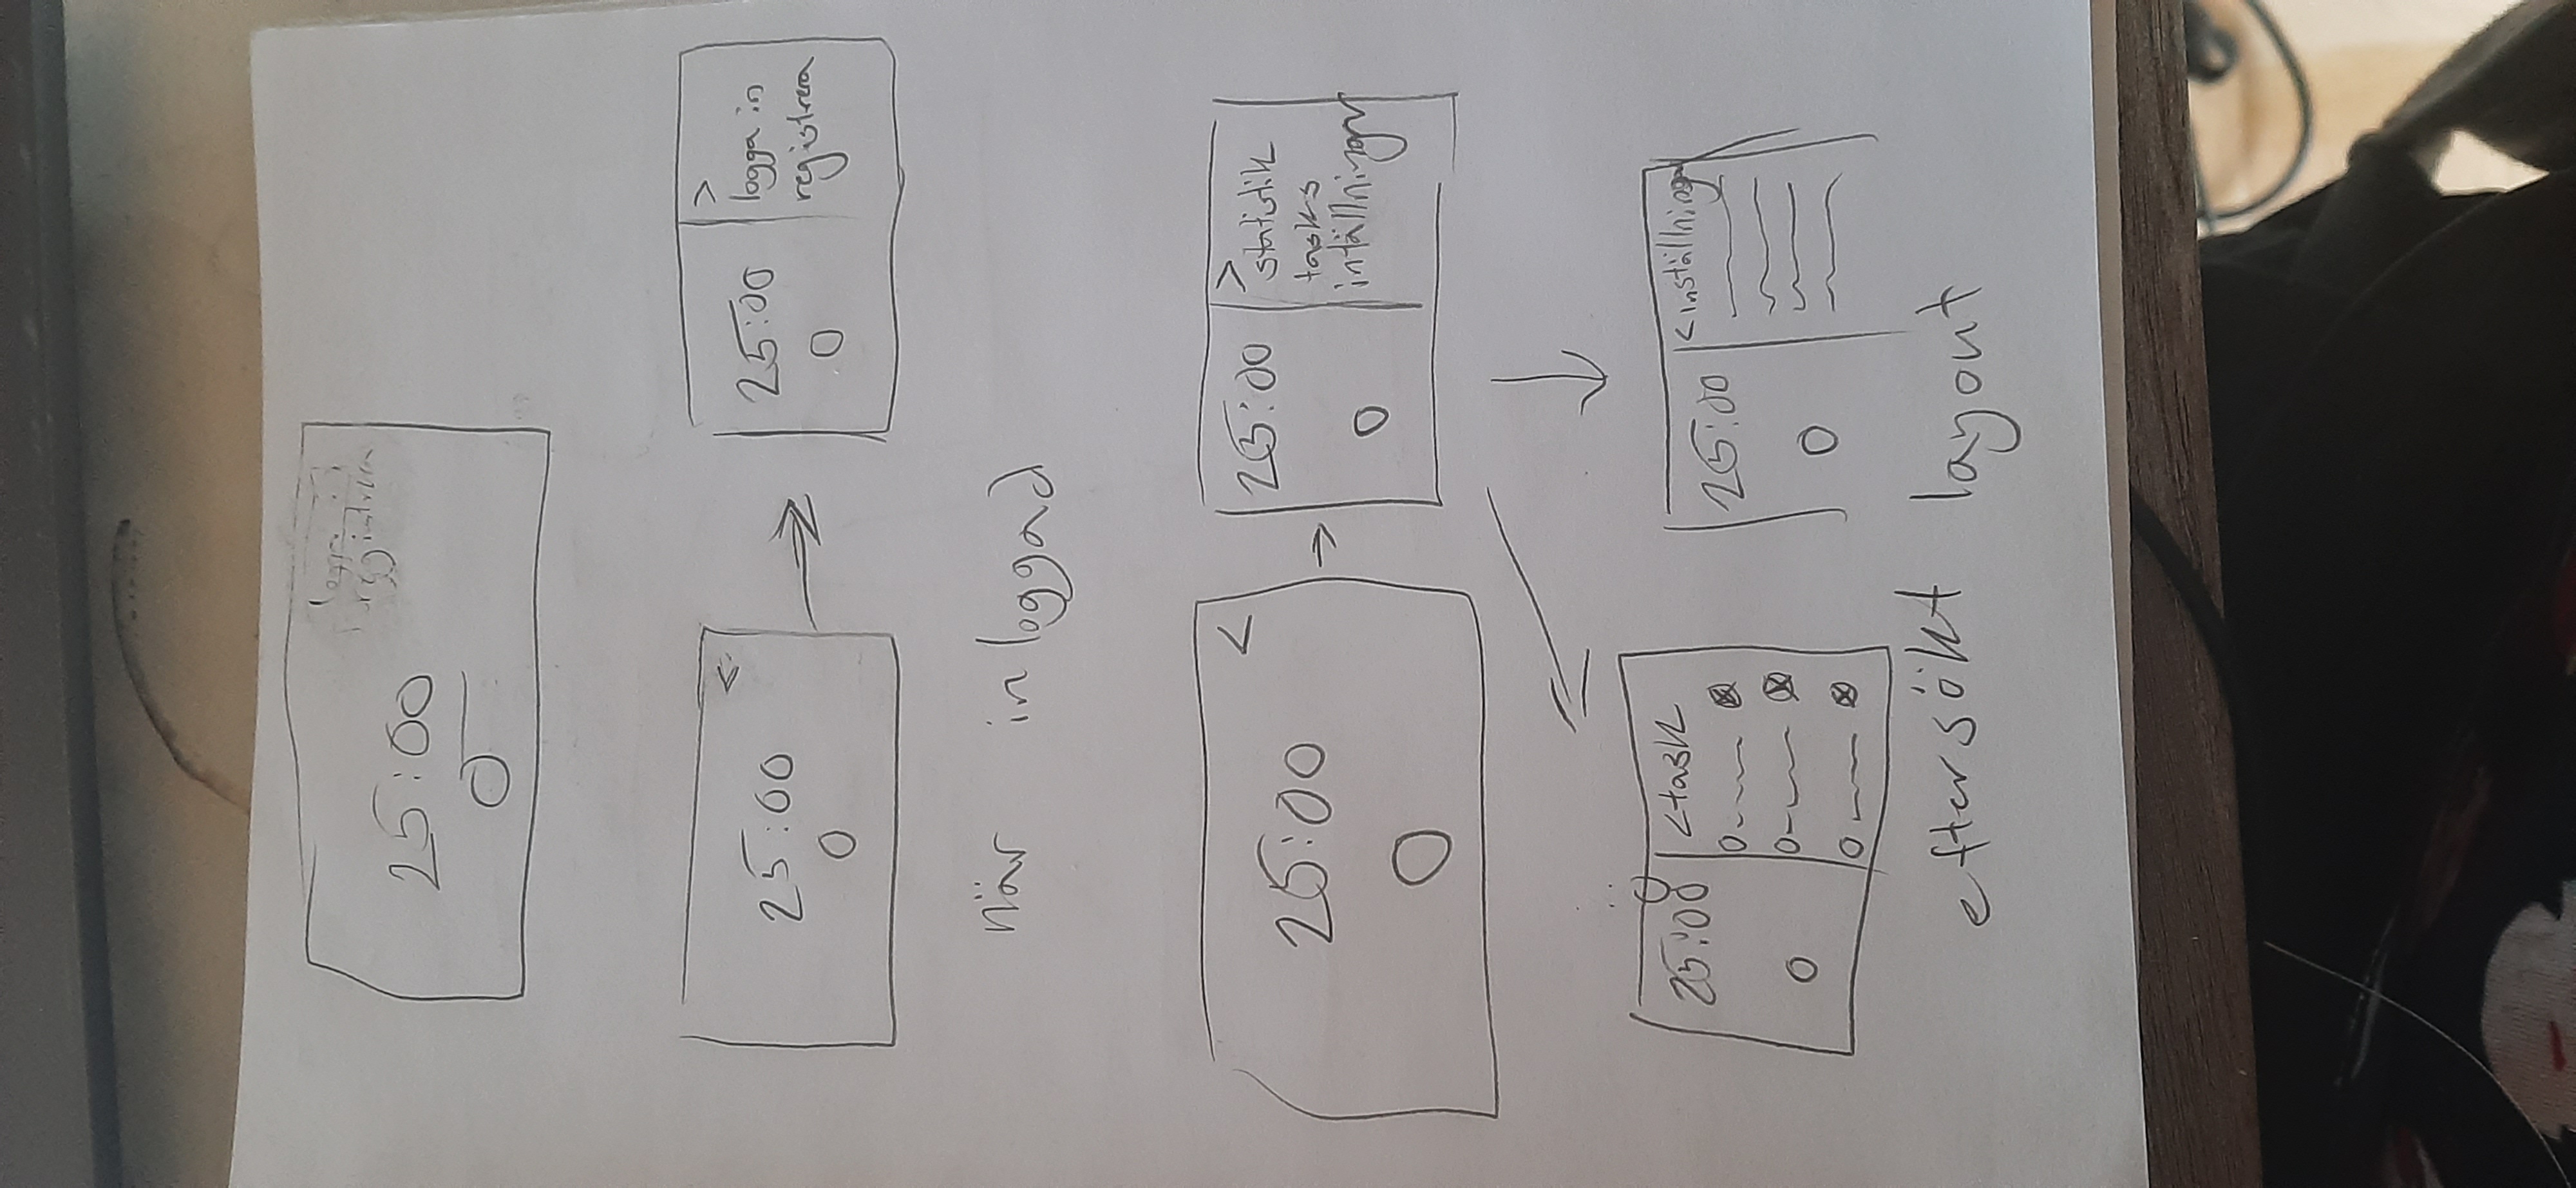 logga in
registrera
25:00
<
25:00
25:00
>
logga in
registrera
när inloggad
<
25:00
25:00
>
statistik
tasks
intällningar
25:00
<task
25:00
<inställningar
eftersökt layout